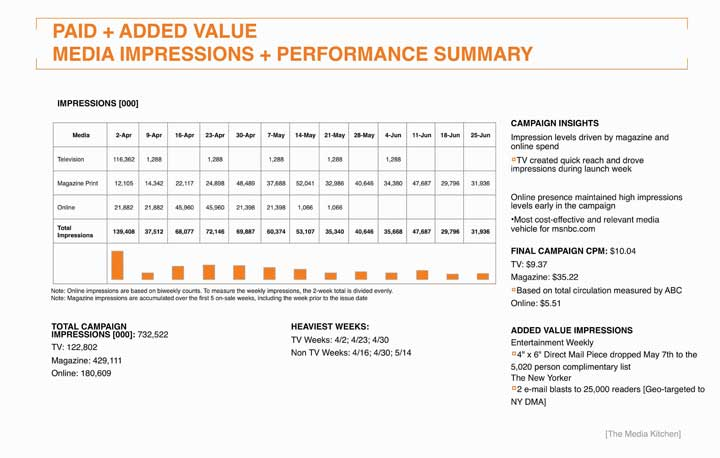 PAID + ADDED VALUE
MEDIA IMPRESSIONS + PERFORMANCE SUMMARY
IMPRESSIONS [000]
Media 2-Apr 9-Apr 16-Apr 23-Apr 30-Apr 7-May 14-May 21-May 28-May 4-Jun 11-Jun 18-Jun 25-Jun
Television 116,362 1,288 1,288 1,288 1,288 1,288
Magazine Print 12,105 14,342 22,117 24,898 48,489 37,688 52,041 32,986 40,646 34,380 47,687 29,796 31,936
Online 21,882 21,882 45,960 45,960 21,398 21,398 1,066 1,066
Total
Impressions 139,408 37,512 68,077 72,146 69,887 60,374 53,107 35,340 40,646 35,668 47,687 29,796 31,936
Note: Online impressions are based on biweekly counts. To measure the weekly impressions, the 2-week total is divided evenly.
Note: Magazine impressions are accumulated over the first 5 on-sale weeks, including the week prior to the issue date
TOTAL CAMPAIGN
IMPRESSIONS [000]: 732,522
TV: 122,802
Magazine: 429,111
Online: 180,609
HEAVIEST WEEKS:
TV Weeks: 4/2; 4/23; 4/30
Non TV Weeks: 4/16; 4/30; 5/14
CAMPAIGN INSIGHTS
Impression levels driven by magazine and
online spend
TV created quick reach and drove
impressions during launch week
Online presence maintained high impressions
levels early in the campaign
•Most cost-effective and relevant media
vehicle for msnbc.com
FINAL CAMPAIGN CPM: $10.04
TV: $9.37
Magazine: $35.22
Based on total circulation measured by ABC
Online: $5.51
ADDED VALUE IMPRESSIONS
Entertainment Weekly
4" x 6" Direct Mail Piece dropped May 7th to the
5,020 person complimentary list
The New Yorker
2 e-mail blasts to 25,000 readers [Geo-targeted to
NY DMA]
[The Media Kitchen]